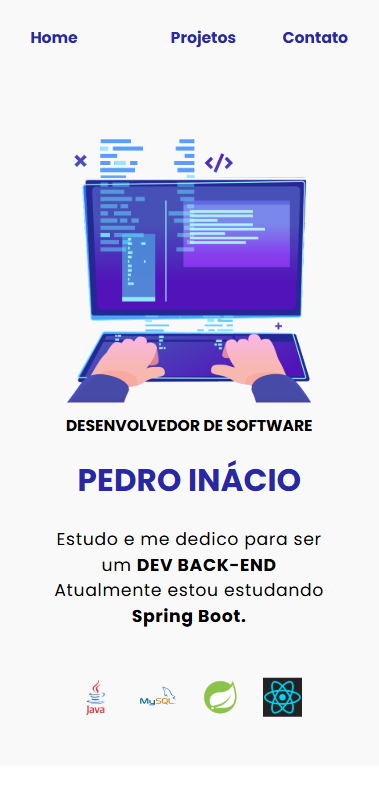 Home Projetos Contato
DESENVOLVEDOR DE SOFTWARE
PEDRO INÁCIO
Estudo e me dedico para ser
um DEV BACK-END
Atualmente estou estudando
Spring Boot.
Java MySQL